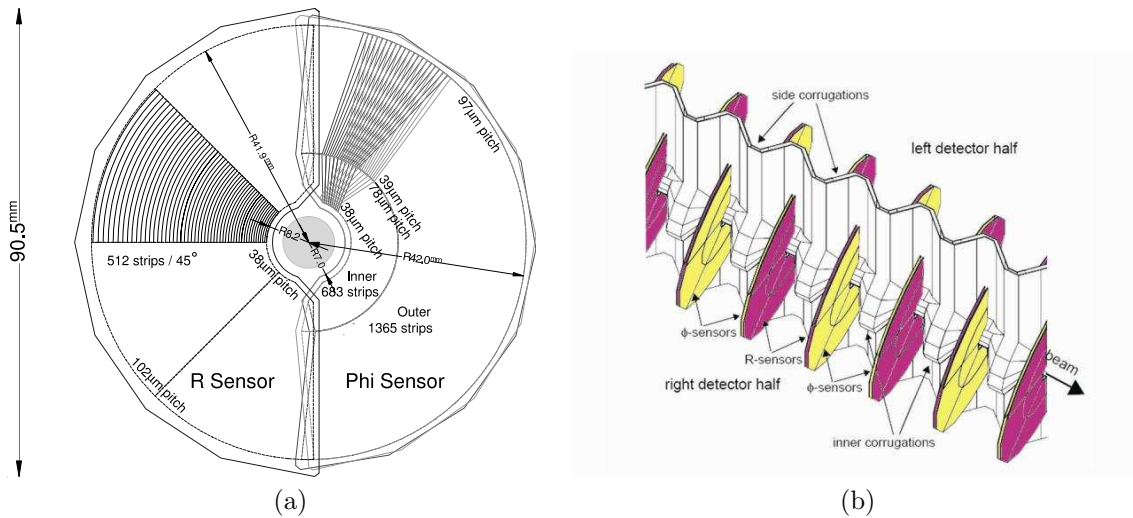 90.5mm
R41.9mm
97µm pitch
39µm pitch
78µm pitch
38µm pitch
R8.2
R7.0
R42.0mm
512 strips / 45°
38µm pitch
Inner
683 strips
Outer
1365 strips
102µm pitch
R Sensor
Phi Sensor
(a)
side corrugations
left detector half
ϕ-sensors
R-sensors
right detector half
ϕ-sensors
beam
inner corrugations
(b)